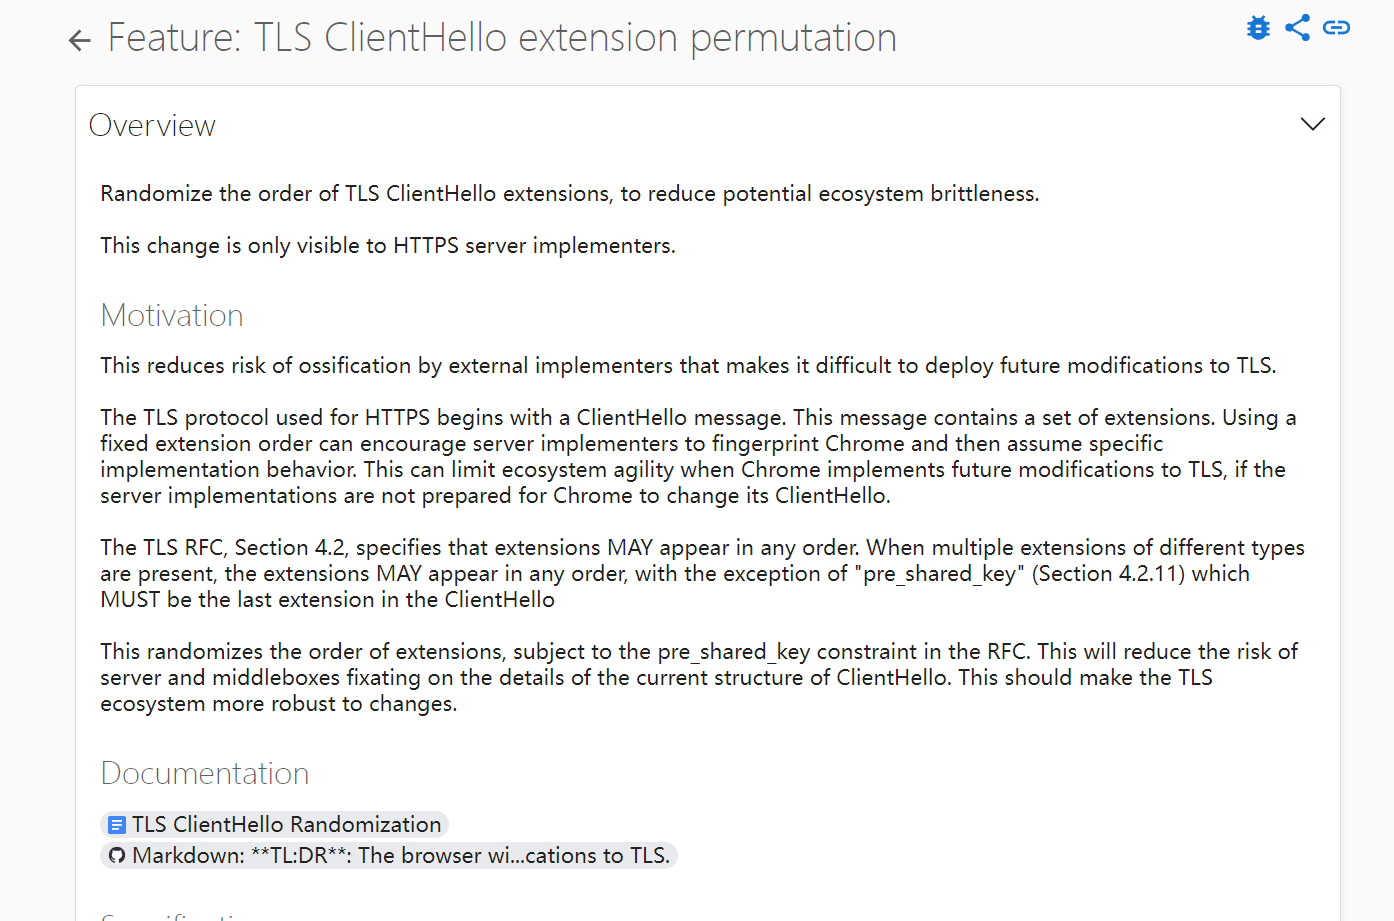 Feature: TLS ClientHello extension permutation
Overview
Randomize the order of TLS ClientHello extensions, to reduce potential ecosystem brittleness.
This change is only visible to HTTPS server implementers.
Motivation
This reduces risk of ossification by external implementers that makes it difficult to deploy future modifications to TLS.
The TLS protocol used for HTTPS begins with a ClientHello message. This message contains a set of extensions. Using a
fixed extension order can encourage server implementers to fingerprint Chrome and then assume specific
implementation behavior. This can limit ecosystem agility when Chrome implements future modifications to TLS, if the
server implementations are not prepared for Chrome to change its ClientHello.
The TLS RFC, Section 4.2, specifies that extensions MAY appear in any order. When multiple extensions of different types
are present, the extensions MAY appear in any order, with the exception of "pre_shared_key" (Section 4.2.11) which
MUST be the last extension in the ClientHello
This randomizes the order of extensions, subject to the pre_shared_key constraint in the RFC. This will reduce the risk of
server and middleboxes fixating on the details of the current structure of ClientHello. This should make the TLS
ecosystem more robust to changes.
Documentation
TLS ClientHello Randomization
Markdown: **TL:DR**: The browser wi...cations to TLS.